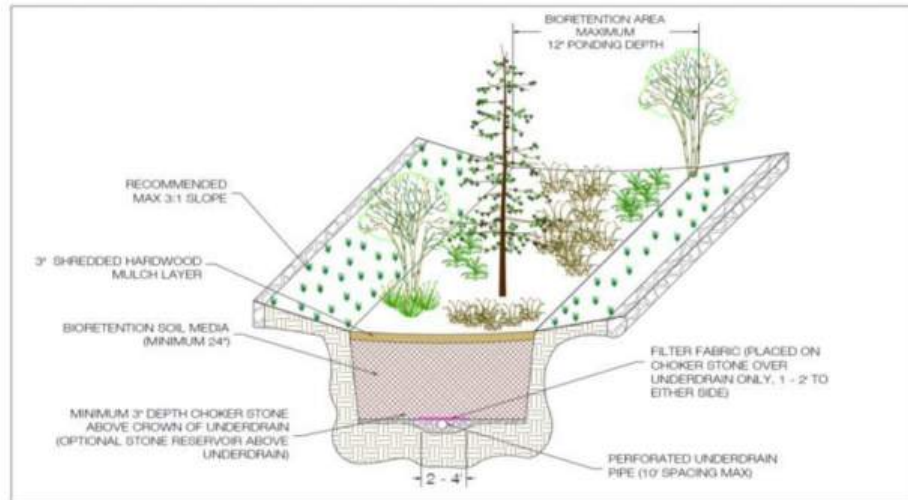 BIORETENTION AREA
MAXIMUM
12" PONDING DEPTH
RECOMMENDED
MAX 3:1 SLOPE
3" SHREDDED HARDWOOD
MULCH LAYER
BIORETENTION SOIL MEDIA
(MINIMUM 24")
FILTER FABRIC (PLACED ON
CHOKER STONE OVER
UNDERDRAIN ONLY, 1 - 2' TO
EITHER SIDE)
MINIMUM 3" DEPTH CHOKER STONE
ABOVE CROWN OF UNDERDRAIN
(OPTIONAL STONE RESERVOIR ABOVE
UNDERDRAIN)
PERFORATED UNDERDRAIN
PIPE (10' SPACING MAX)
2 - 4'